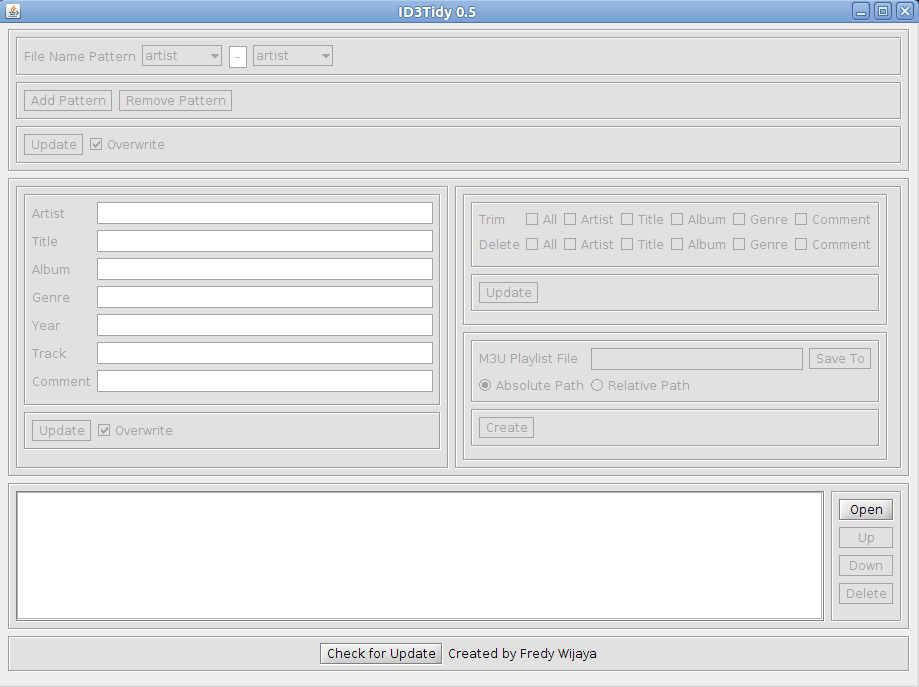 ID3Tidy 0.5
File Name Pattern artist - artist
Add Pattern Remove Pattern
Update Overwrite
Artist
Title
Album
Genre
Year
Track
Comment
Update Overwrite
Trim All Artist Title Album Genre Comment
Delete All Artist Title Album Genre Comment
Update
M3U Playlist File Save To
Absolute Path Relative Path
Create
Open
Up
Down
Delete
Check for Update Created by Fredy Wijaya